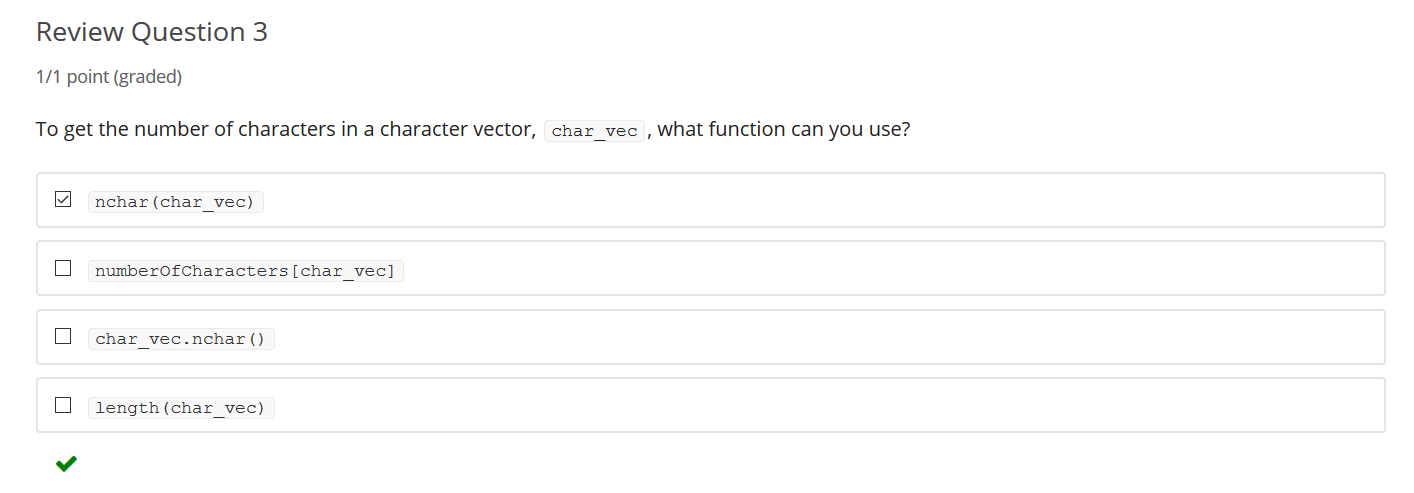 Review Question 3
1/1 point (graded)
To get the number of characters in a character vector, char_vec, what function can you use?
nchar(char_vec)
numberOfCharacters[char_vec]
char_vec.nchar()
length(char_vec)